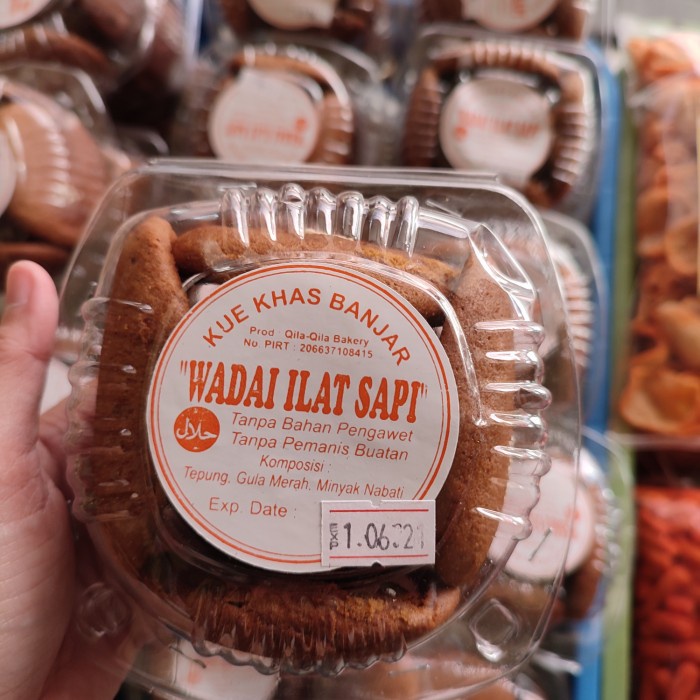 KUE KHAS BANJAR
Prod : Qila-Qila Bakery
No. PIRT : 206637108415
"WADAI ILAT SAPI"
حلال
Tanpa Bahan Pengawet
Tanpa Pemanis Buatan
Komposisi :
Tepung, Gula Merah, Minyak Nabati
Exp. Date :